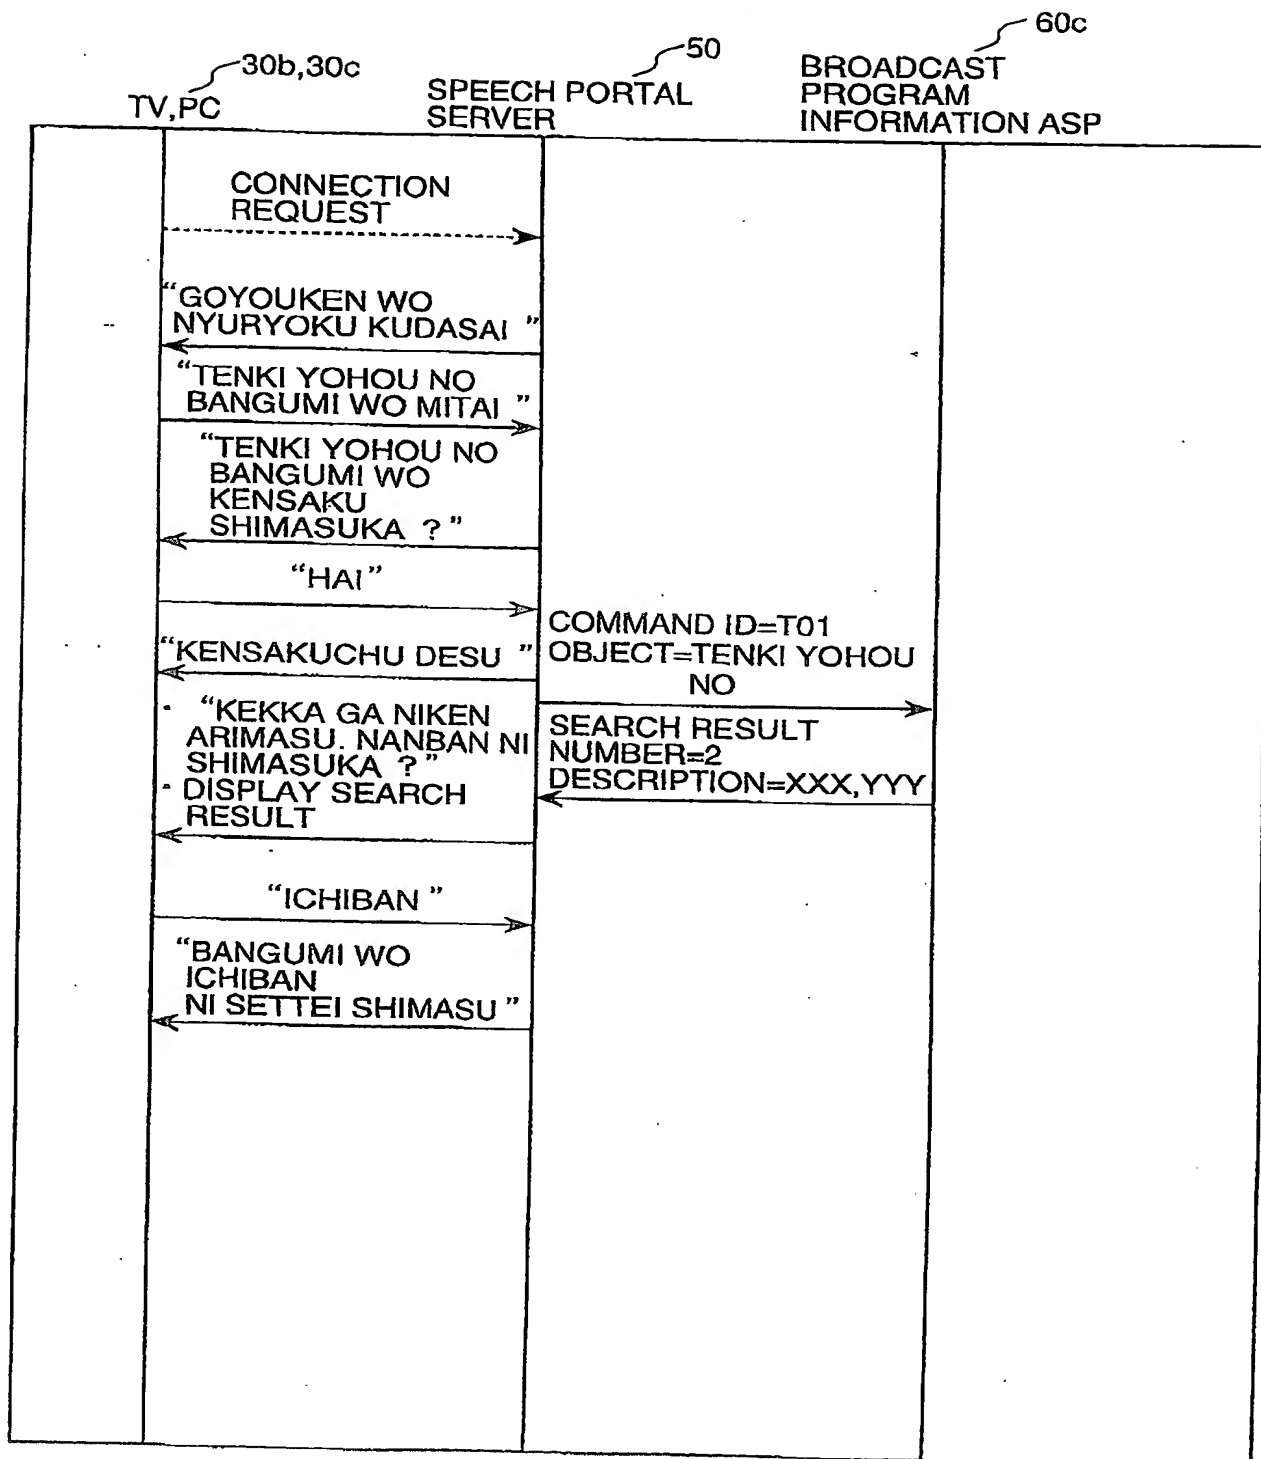 60c
50
30b,30c
BROADCAST
PROGRAM
INFORMATION ASP
SPEECH PORTAL
SERVER
TV,PC
CONNECTION
REQUEST
“GOYOUKEN WO
NYURYOKU KUDASAI ”
“TENKI YOHOU NO
BANGUMI WO MITAI ”
“TENKI YOHOU NO
BANGUMI WO
KENSAKU
SHIMASUKA ? ”
“HAI”
“KENSAKUCHU DESU ”
COMMAND ID=T01
OBJECT=TENKI YOHOU
NO
- “KEKKA GA NIKEN
ARIMASU. NANBAN NI
SHIMASUKA ?”
- DISPLAY SEARCH
RESULT
SEARCH RESULT
NUMBER=2
DESCRIPTION=XXX,YYY
“ICHIBAN ”
“BANGUMI WO
ICHIBAN
NI SETTEI SHIMASU ”